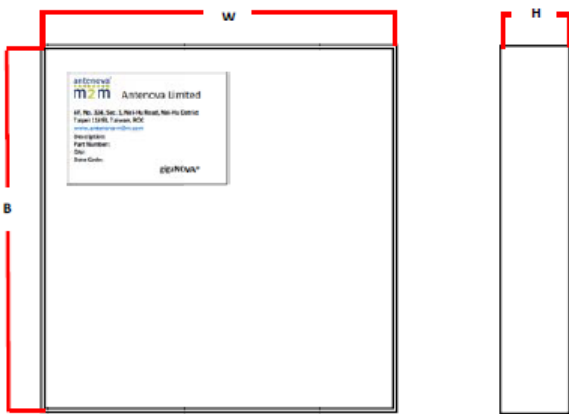 W
H
B
antenova
m2m Antenova Limited
4F, No. 324, Sec. 1, Nei-Hu Road, Nei-Hu District
Taipei 11493, Taiwan, ROC
www.antenova-m2m.com
Description:
Part Number:
Qty:
Date Code:
gigaNOVA®